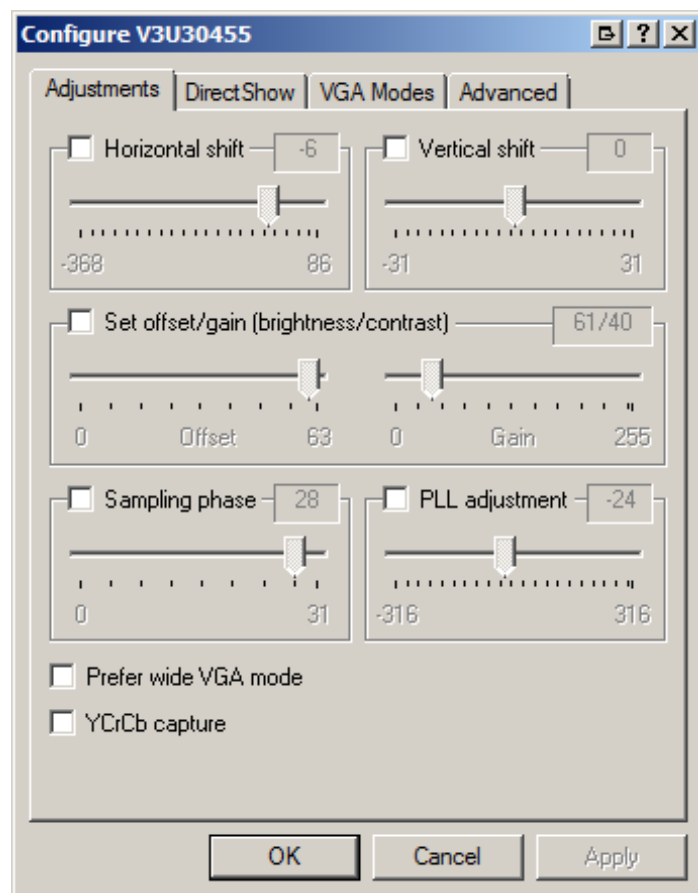 Configure V3U30455
Adjustments DirectShow VGA Modes Advanced
Horizontal shift -6 Vertical shift 0
-368 86 -31 31
Set offset/gain (brightness/contrast) 61/40
0 Offset 63 0 Gain 255
Sampling phase 28 PLL adjustment -24
0 31 -316 316
Prefer wide VGA mode
YCrCb capture
OK Cancel Apply